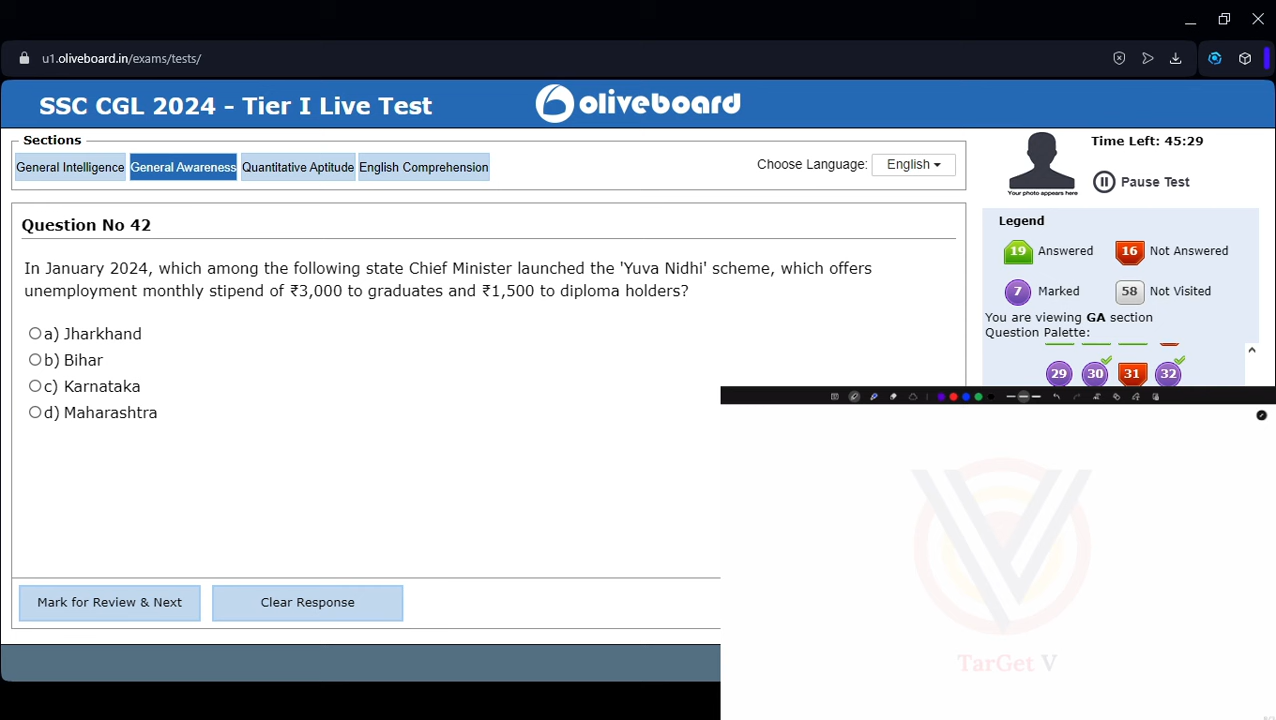 u1.oliveboard.in/exams/tests/
SSC CGL 2024 - Tier I Live Test
oliveboard
Sections
General Intelligence
General Awareness
Quantitative Aptitude
English Comprehension
Choose Language:
English
Your photo appears here
Time Left: 45:29
Pause Test
Question No 42
In January 2024, which among the following state Chief Minister launched the 'Yuva Nidhi' scheme, which offers
unemployment monthly stipend of ₹3,000 to graduates and ₹1,500 to diploma holders?
a) Jharkhand
b) Bihar
c) Karnataka
d) Maharashtra
Legend
19 Answered
16 Not Answered
7 Marked
58 Not Visited
You are viewing GA section
Question Palette:
29 30 31 32
Mark for Review & Next
Clear Response
TarGet V